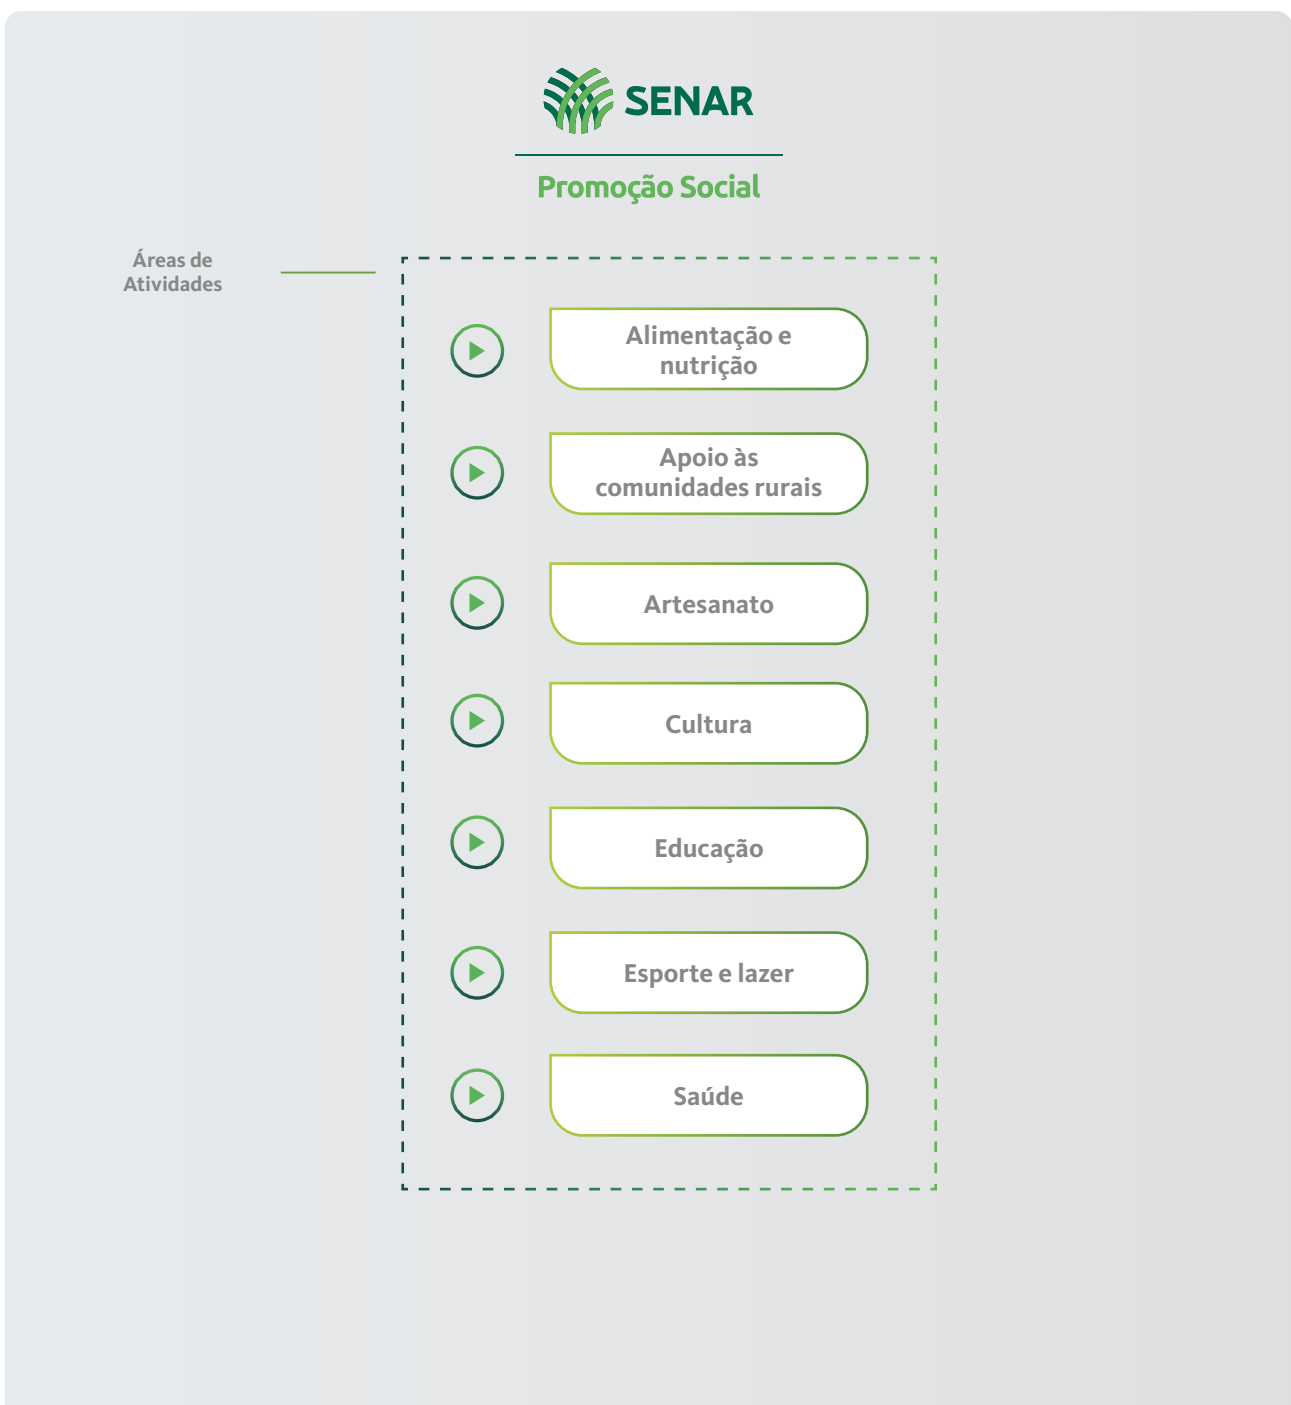 SENAR
Promoção Social
Áreas de
Atividades
Alimentação e
nutrição
Apoio às
comunidades rurais
Artesanato
Cultura
Educação
Esporte e lazer
Saúde